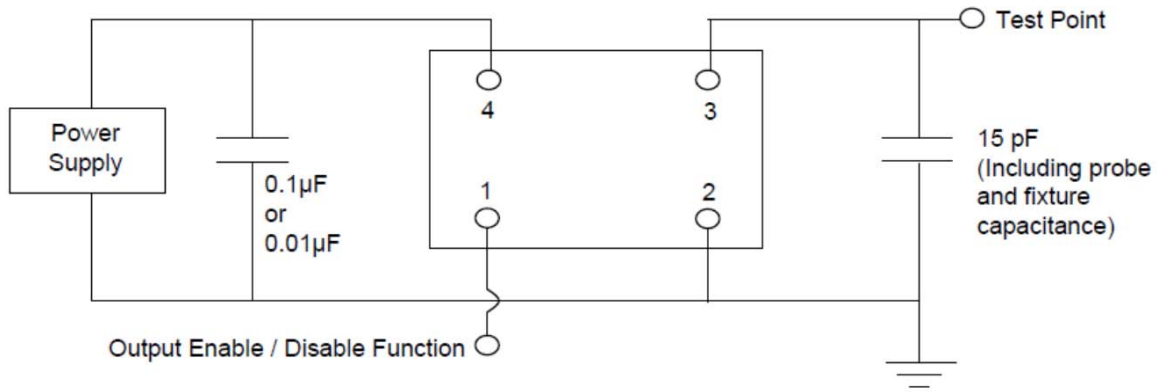 Test Point
4
3
Power
Supply
15 pF
(Including probe
and fixture
capacitance)
0.1µF
or
0.01µF
1
2
Output Enable / Disable Function